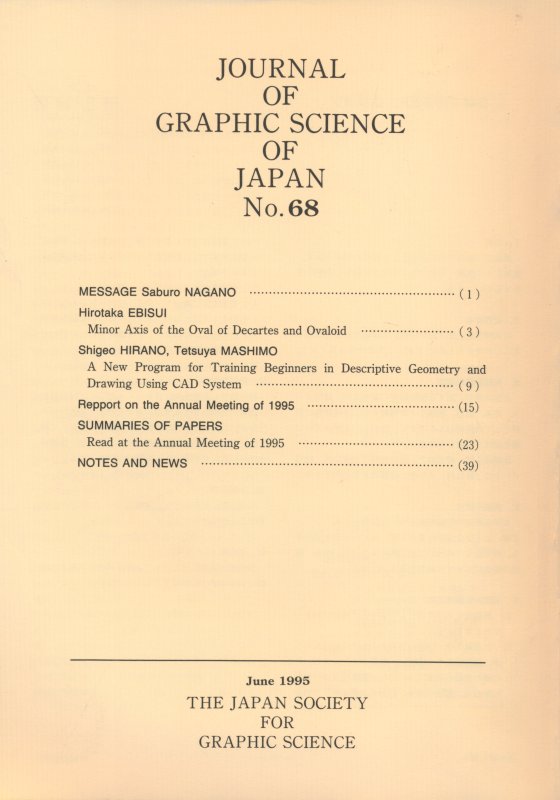 JOURNAL
OF
GRAPHIC SCIENCE
OF
JAPAN
No. 68
MESSAGE Saburo NAGANO ................................................... ( 1 )
Hirotaka EBISUI
Minor Axis of the Oval of Decartes and Ovaloid ....................... ( 3 )
Shigeo HIRANO, Tetsuya MASHIMO
A New Program for Training Beginners in Descriptive Geometry and
Drawing Using CAD System ................................................. ( 9 )
Repport on the Annual Meeting of 1995 ..................................... (15)
SUMMARIES OF PAPERS
Read at the Annual Meeting of 1995 ....................................... (23)
NOTES AND NEWS ............................................................... (39)
June 1995
THE JAPAN SOCIETY
FOR
GRAPHIC SCIENCE